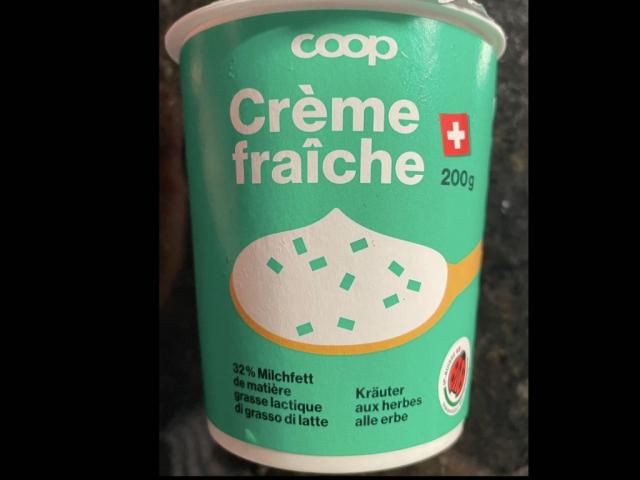 coop
Crème
fraîche
200g
32% Milchfett
de matière
grasse lactique
di grasso di latte
Kräuter
aux herbes
alle erbe